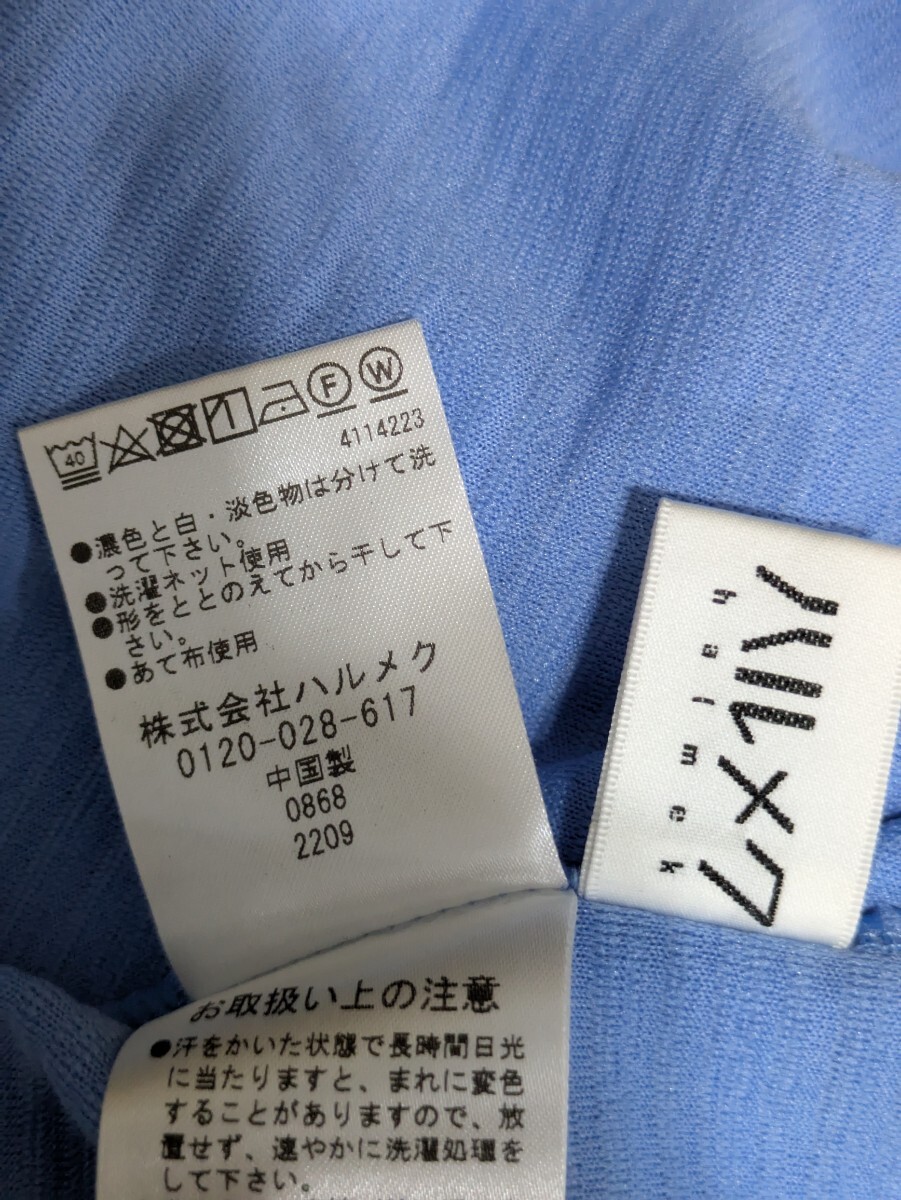 40
F
W
4114223
●濃色と白・淡色物は分けて洗
って下さい。
●洗濯ネット使用
●形をととのえてから干して下
さい。
●あて布使用
株式会社ハルメク
0120-028-617
中国製
0868
2209
ハルメク
halmek
お取扱い上の注意
●汗をかいた状態で長時間日光
に当たりますと、まれに変色
することがありますので、放
置せず、速やかに洗濯処理を
して下さい。